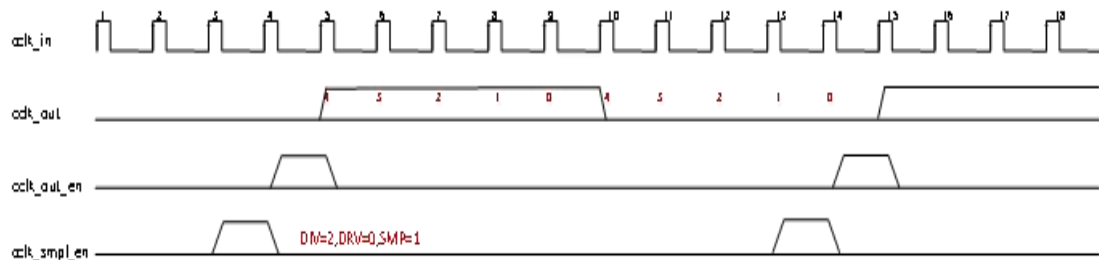 1 2 3 4 5 6 7 8 9 10 11 12 13 14 15 16 17 18
cclk_in
cclk_out 4 3 2 1 0 4 3 2 1 0
cclk_out_en
cclk_smpl_en DIV=2,DRV=0,SMP=1